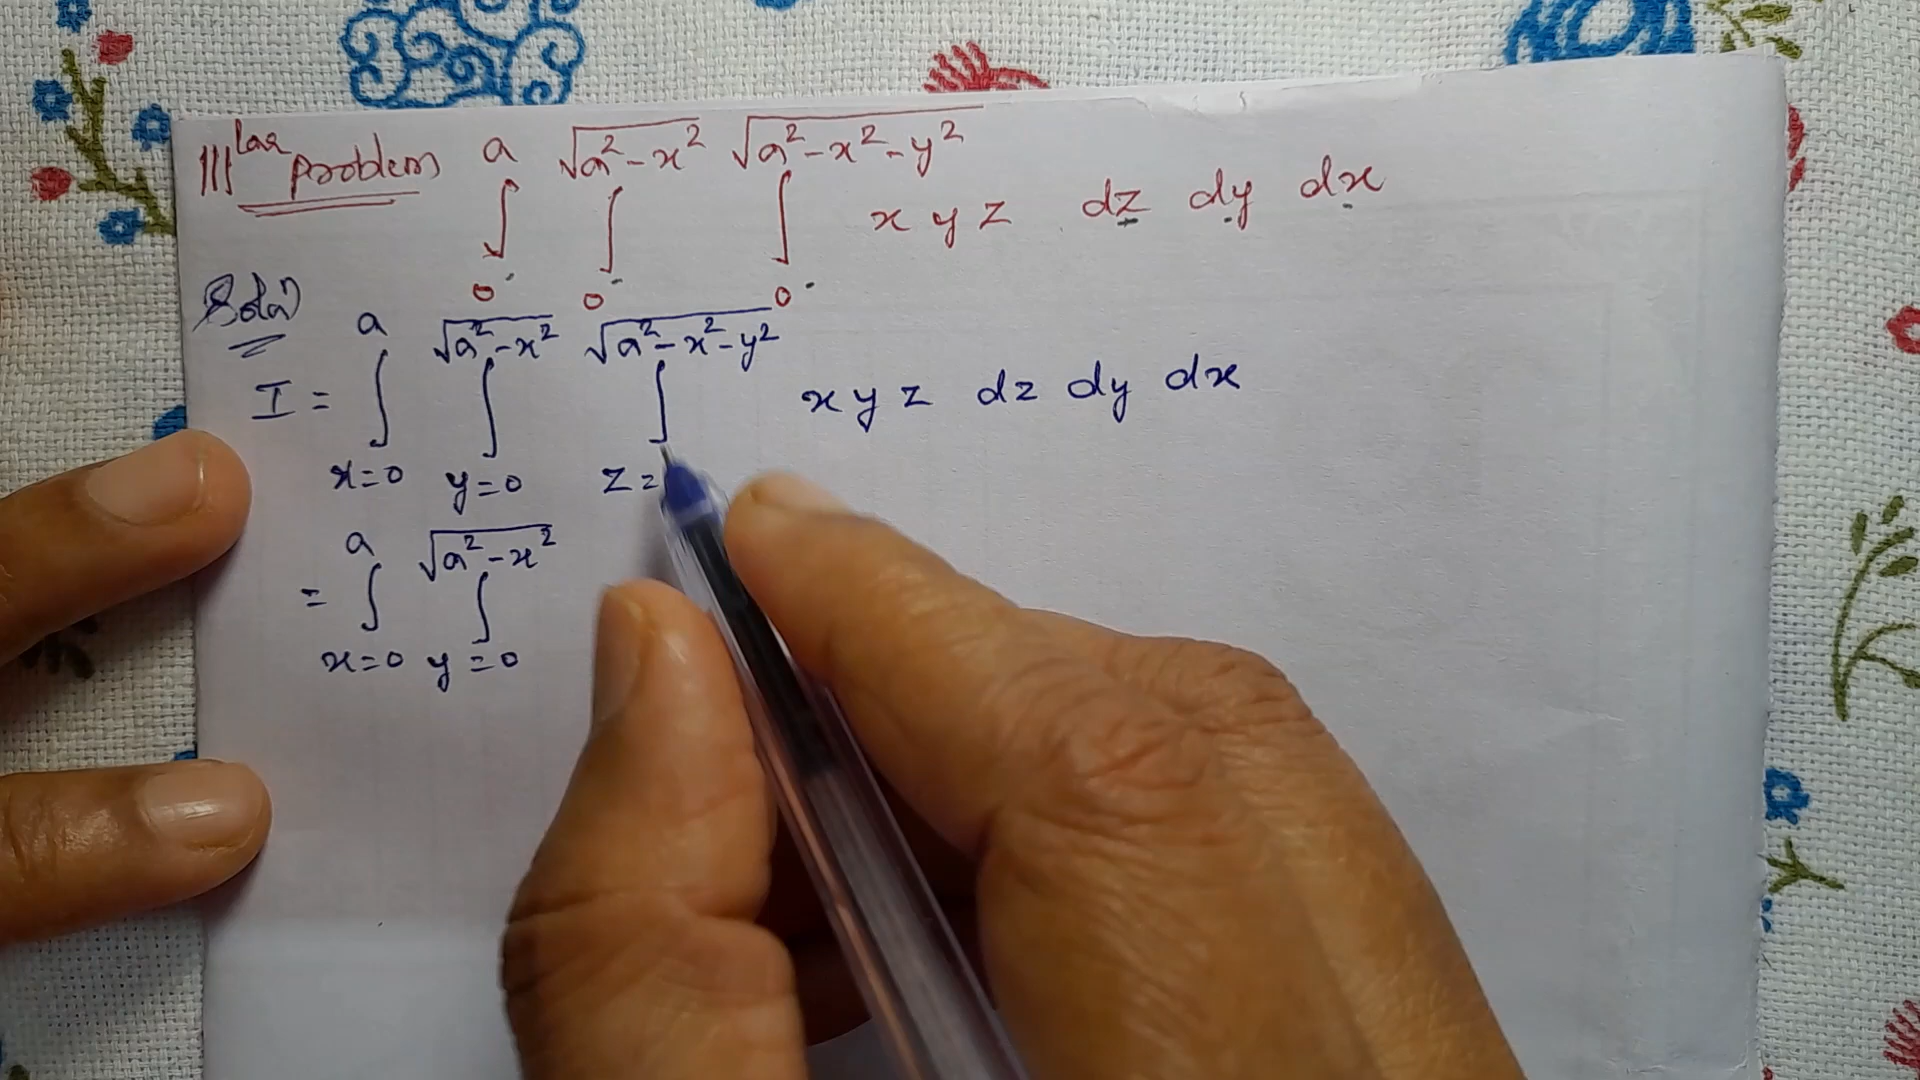 |||lar problem ∫₀^a ∫₀^√(a²-x²) ∫₀^√(a²-x²-y²) x y z dz dy dx
Soln
I = ∫_{x=0}^{a} ∫_{y=0}^{√(a²-x²)} ∫_{z=}^{√(a²-x²-y²)} x y z dz dy dx
= ∫_{x=0}^{a} ∫_{y=0}^{√(a²-x²)}